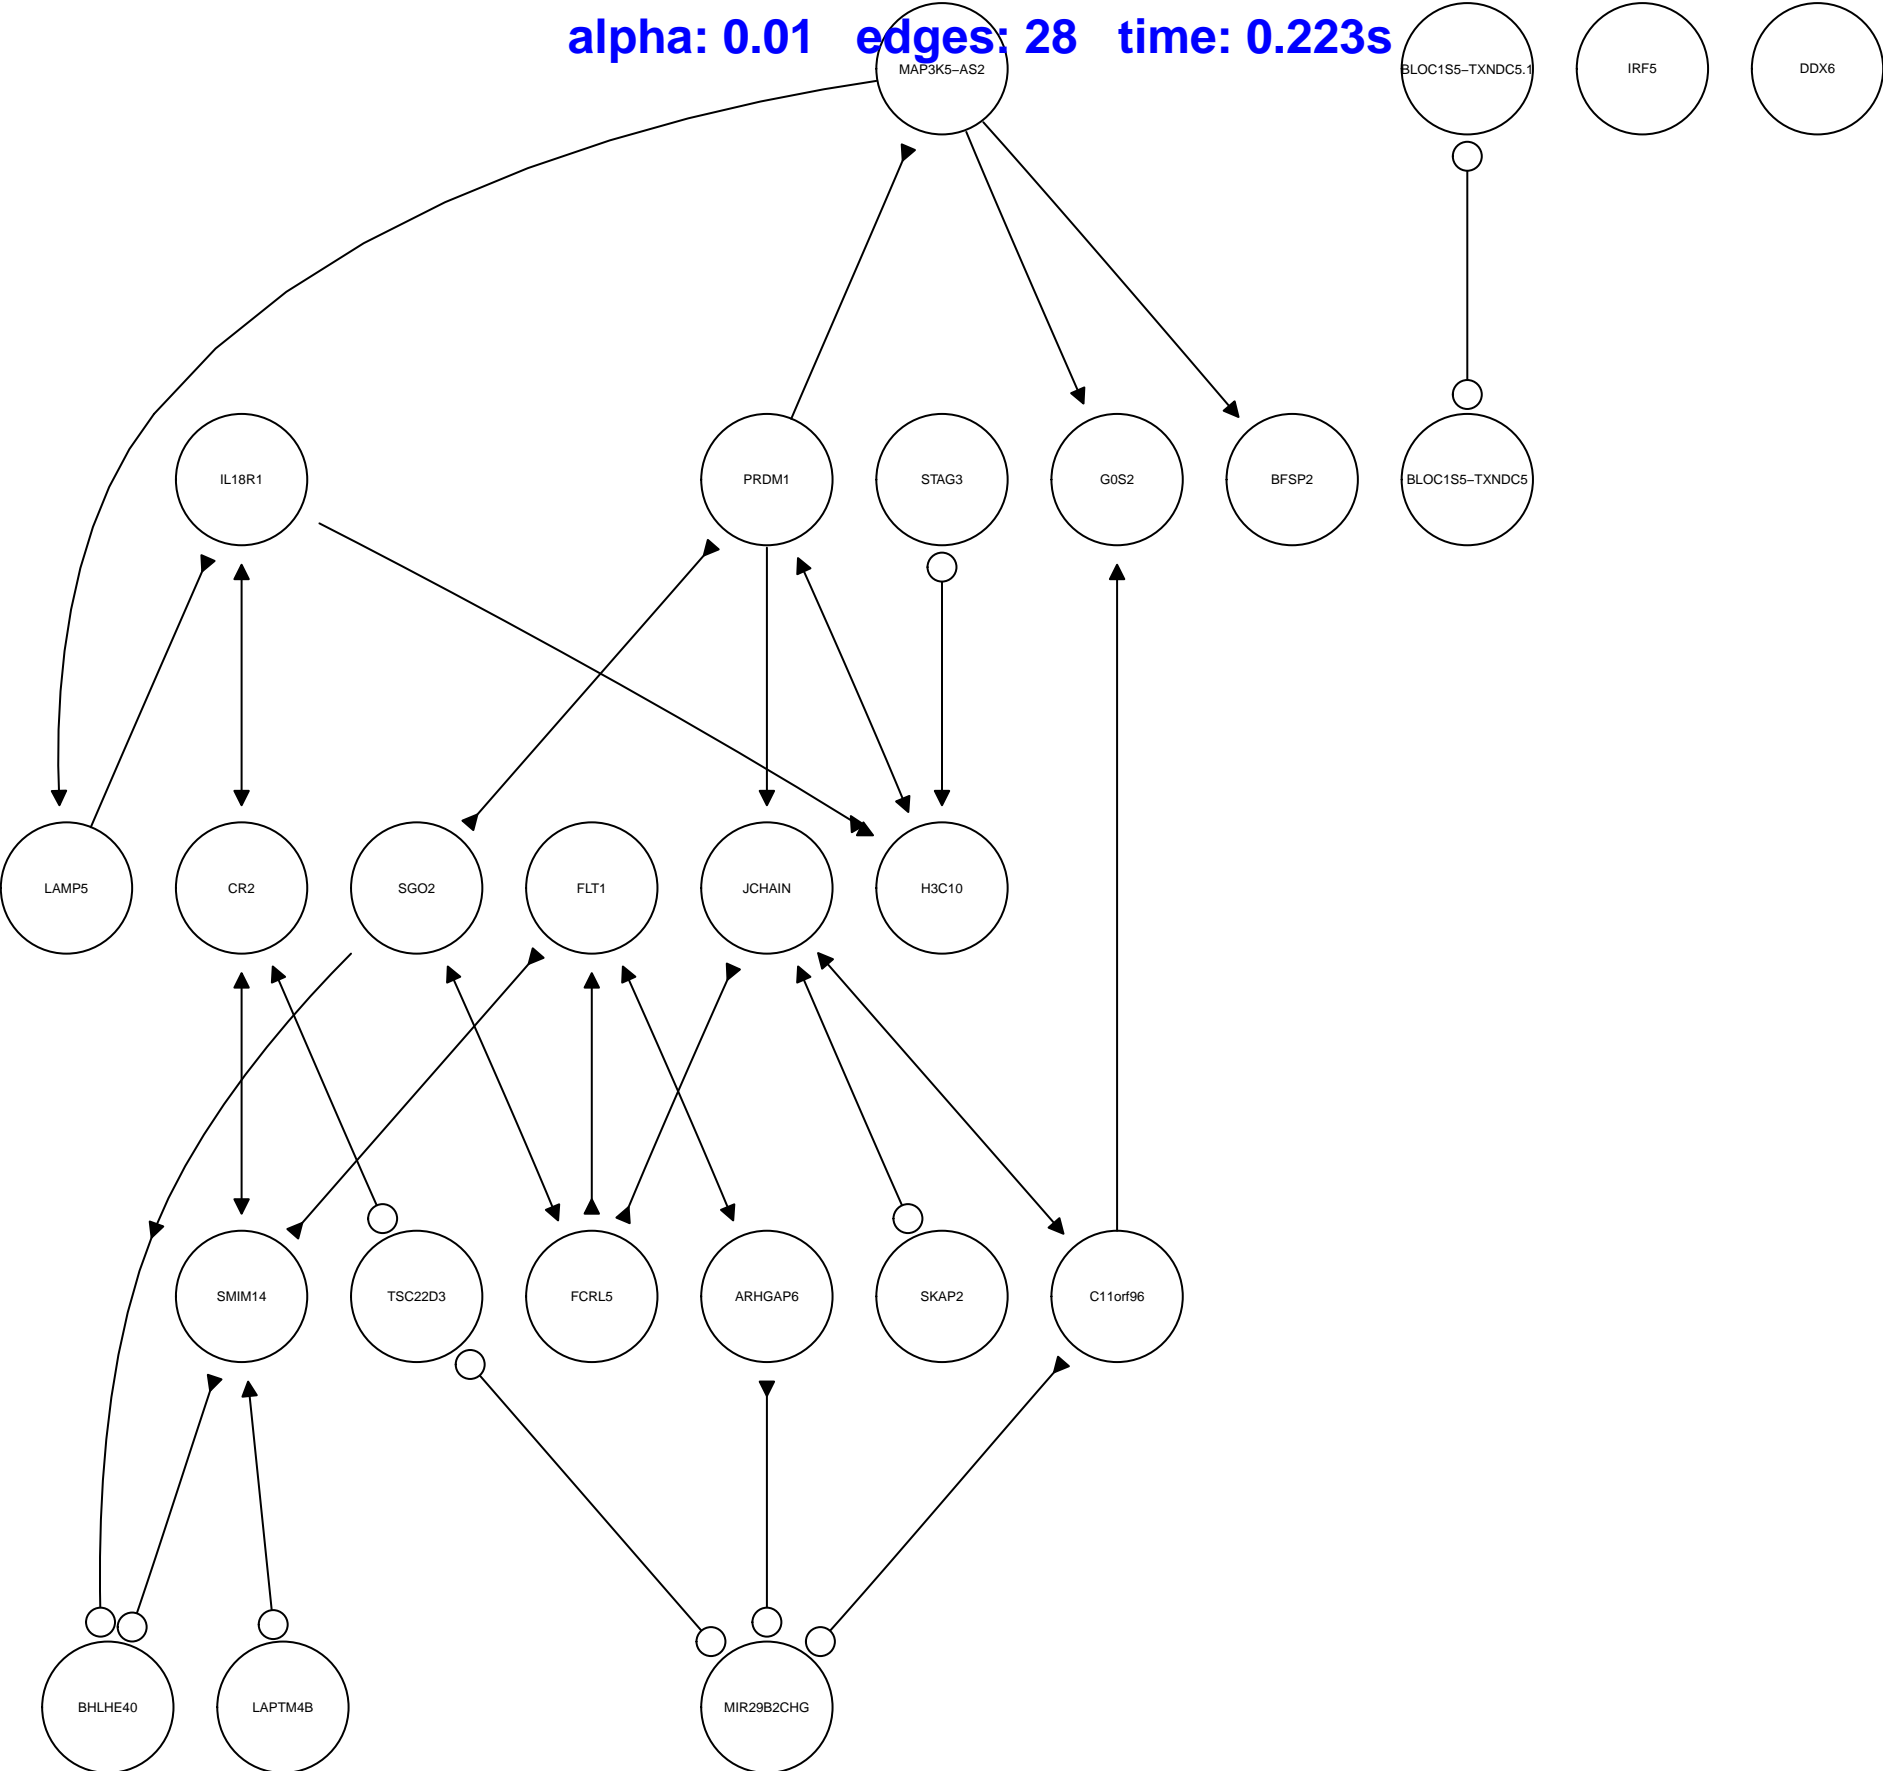 alpha: 0.01 edges: 28 time: 0.223s
MAP3K5−AS2 BLOC1S5−TXNDC5.1 IRF5 DDX6
IL18R1 PRDM1 STAG3 G0S2 BFSP2 BLOC1S5−TXNDC5
LAMP5 CR2 SGO2 FLT1 JCHAIN H3C10
SMIM14 TSC22D3 FCRL5 ARHGAP6 SKAP2 C11orf96
BHLHE40 LAPTM4B MIR29B2CHG